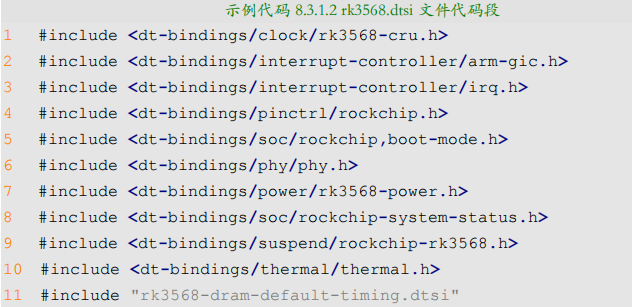 示例代码 8.3.1.2 rk3568.dtsi 文件代码段
1 #include <dt-bindings/clock/rk3568-cru.h>
2 #include <dt-bindings/interrupt-controller/arm-gic.h>
3 #include <dt-bindings/interrupt-controller/irq.h>
4 #include <dt-bindings/pinctrl/rockchip.h>
5 #include <dt-bindings/soc/rockchip,boot-mode.h>
6 #include <dt-bindings/phy/phy.h>
7 #include <dt-bindings/power/rk3568-power.h>
8 #include <dt-bindings/soc/rockchip-system-status.h>
9 #include <dt-bindings/suspend/rockchip-rk3568.h>
10 #include <dt-bindings/thermal/thermal.h>
11 #include "rk3568-dram-default-timing.dtsi"